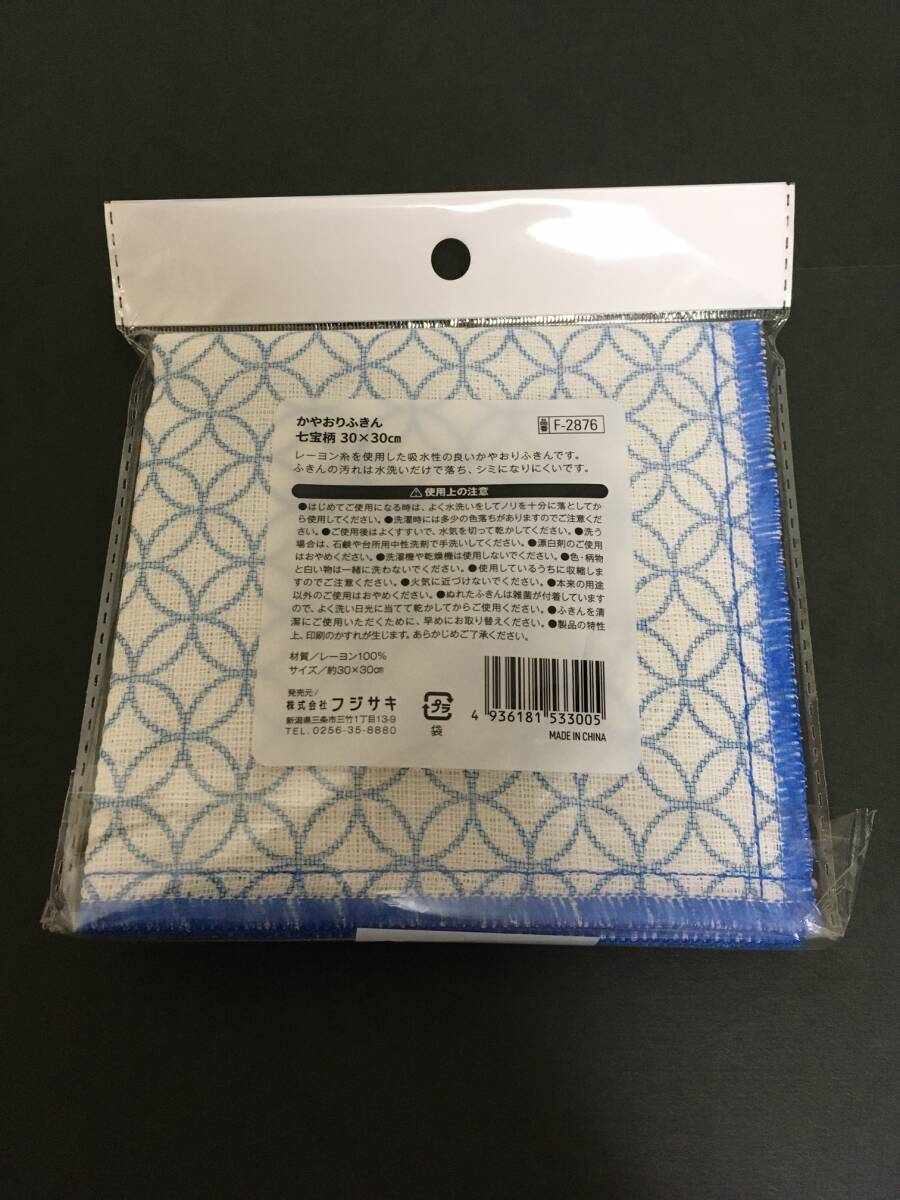 かやおりふきん
七宝柄 30×30㎝
品番 F-2876
レーヨン糸を使用した吸水性の良いかやおりふきんです。
ふきんの汚れは水洗いだけで落ち、シミになりにくいです。
使用上の注意
●はじめてご使用になる時は、よく水洗いをしてノリを十分に落としてか
ら使用してください。●洗濯時には多少の色落ちがありますのでご注意くだ
さい。●ご使用後はよくすすいで、水気を切って乾かしてください。●洗う
場合は、石鹸や台所用中性洗剤で手洗いしてください。●漂白剤のご使用
はおやめください。●洗濯機や乾燥機は使用しないでください。●色・柄物
と白い物は一緒に洗わないでください。●使用しているうちに収縮しま
すのでご注意ください。●火気に近づけないでください。●本来の用途
以外のご使用はおやめください。●ぬれたふきんは雑菌が付着しています
ので、よく洗い日光に当てて乾かしてからご使用ください。●ふきんを清
潔にご使用いただくために、早めにお取り替えください。●製品の特性
上、印刷のかすれが生じます。あらかじめご了承ください。
材質／レーヨン100%
サイズ／約30×30㎝
発売元／
株式会社 フジサキ
新潟県三条市三竹1丁目13-9
TEL. 0256-35-8880
プラ
袋
4 936181 533005
MADE IN CHINA